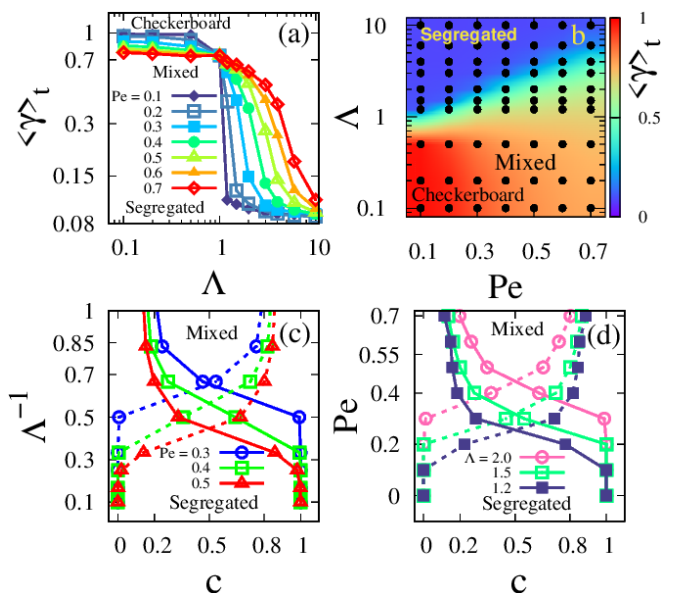 Checkerboard
(a)
1
0.7
0.3
0.15
0.08
⟨γ⟩t
Mixed
Pe = 0.1
0.2
0.3
0.4
0.5
0.6
0.7
Segregated
0.1
1
10
Λ
Segregated
b
10
1
0.1
Λ
Mixed
Checkerboard
0.1
0.3
0.5
0.7
Pe
1
0.5
0
⟨γ⟩t
Mixed
(c)
1
0.85
0.7
0.5
0.3
0.1
Λ⁻¹
Pe = 0.3
0.4
0.5
Segregated
0
0.2
0.5
0.8
1
c
Mixed
(d)
0.7
0.55
0.4
0.2
0
Pe
Λ = 2.0
1.5
1.2
Segregated
0
0.2
0.5
0.8
1
c